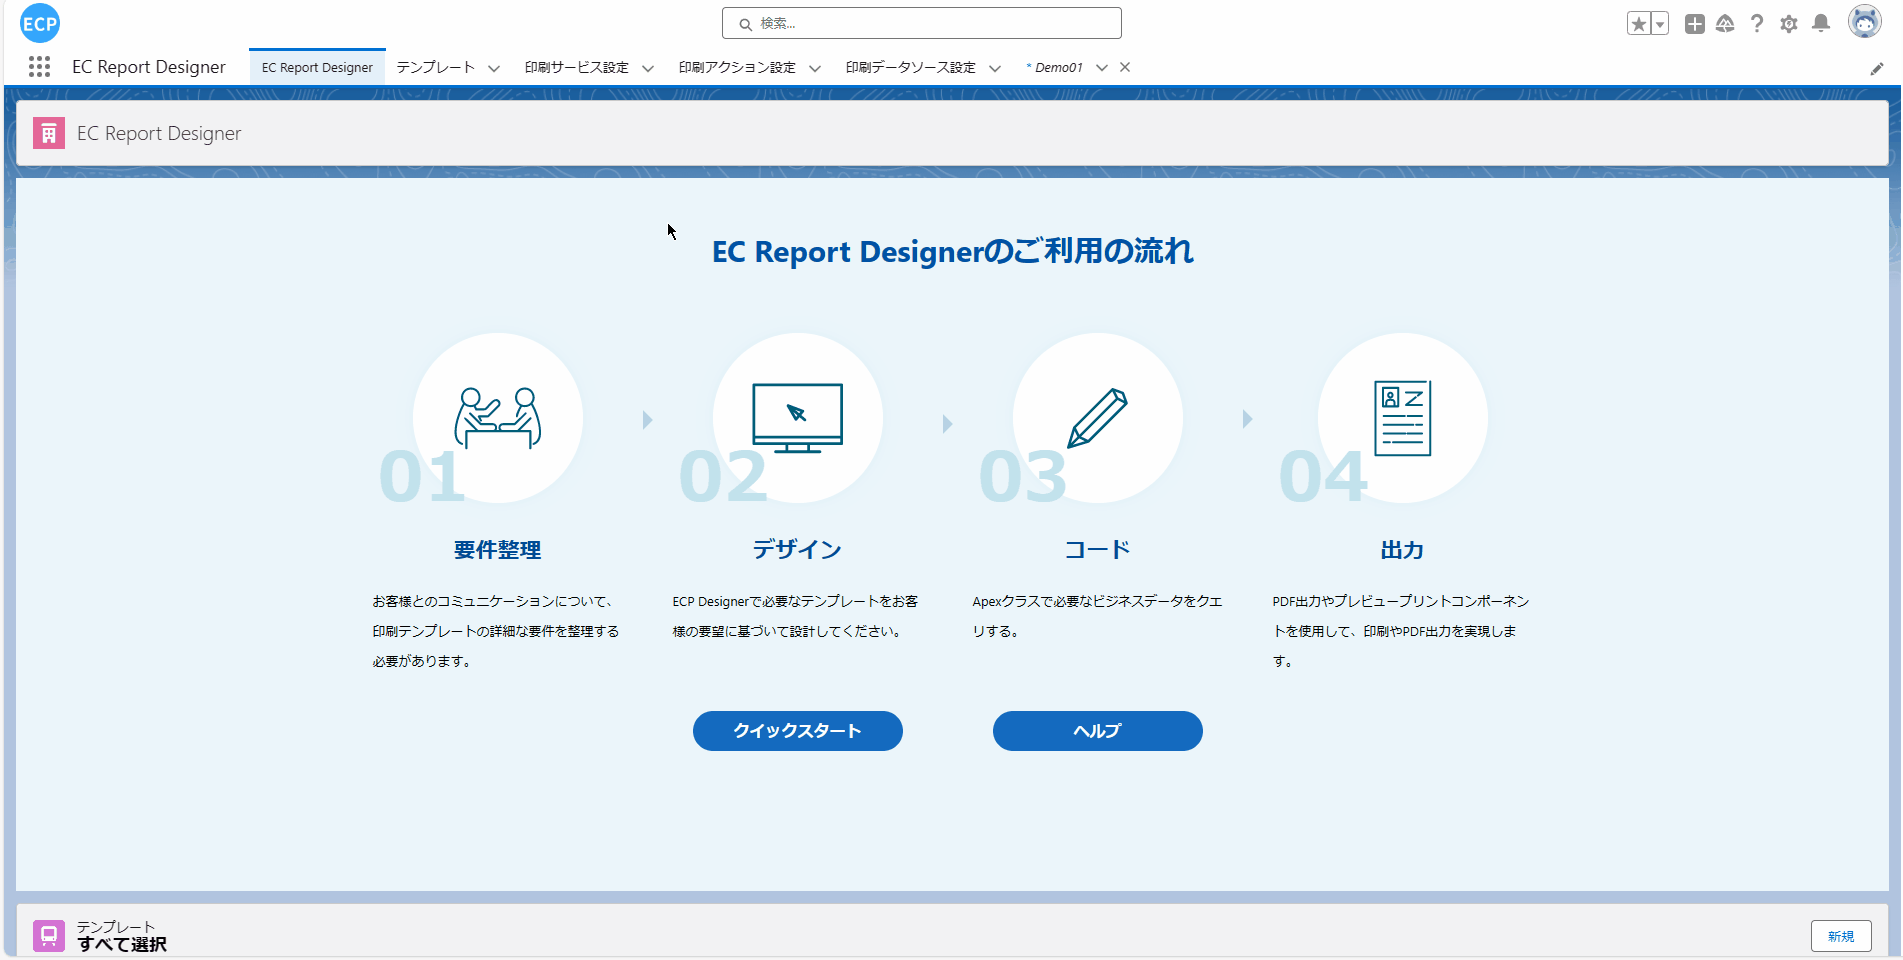 ECP
検索...
EC Report Designer
EC Report Designer
テンプレート
印刷サービス設定
印刷アクション設定
印刷データソース設定
* Demo01
EC Report Designer
EC Report Designerのご利用の流れ
01
02
03
04
要件整理
デザイン
コード
出力
お客様とのコミュニケーションについて、
印刷テンプレートの詳細な要件を整理する
必要があります。
ECP Designerで必要なテンプレートをお客
様の要望に基づいて設計してください。
Apexクラスで必要なビジネスデータをクエ
リする。
PDF出力やプレビュープリントコンポーネン
トを使用して、印刷やPDF出力を実現しま
す。
クイックスタート
ヘルプ
テンプレート
すべて選択
新規